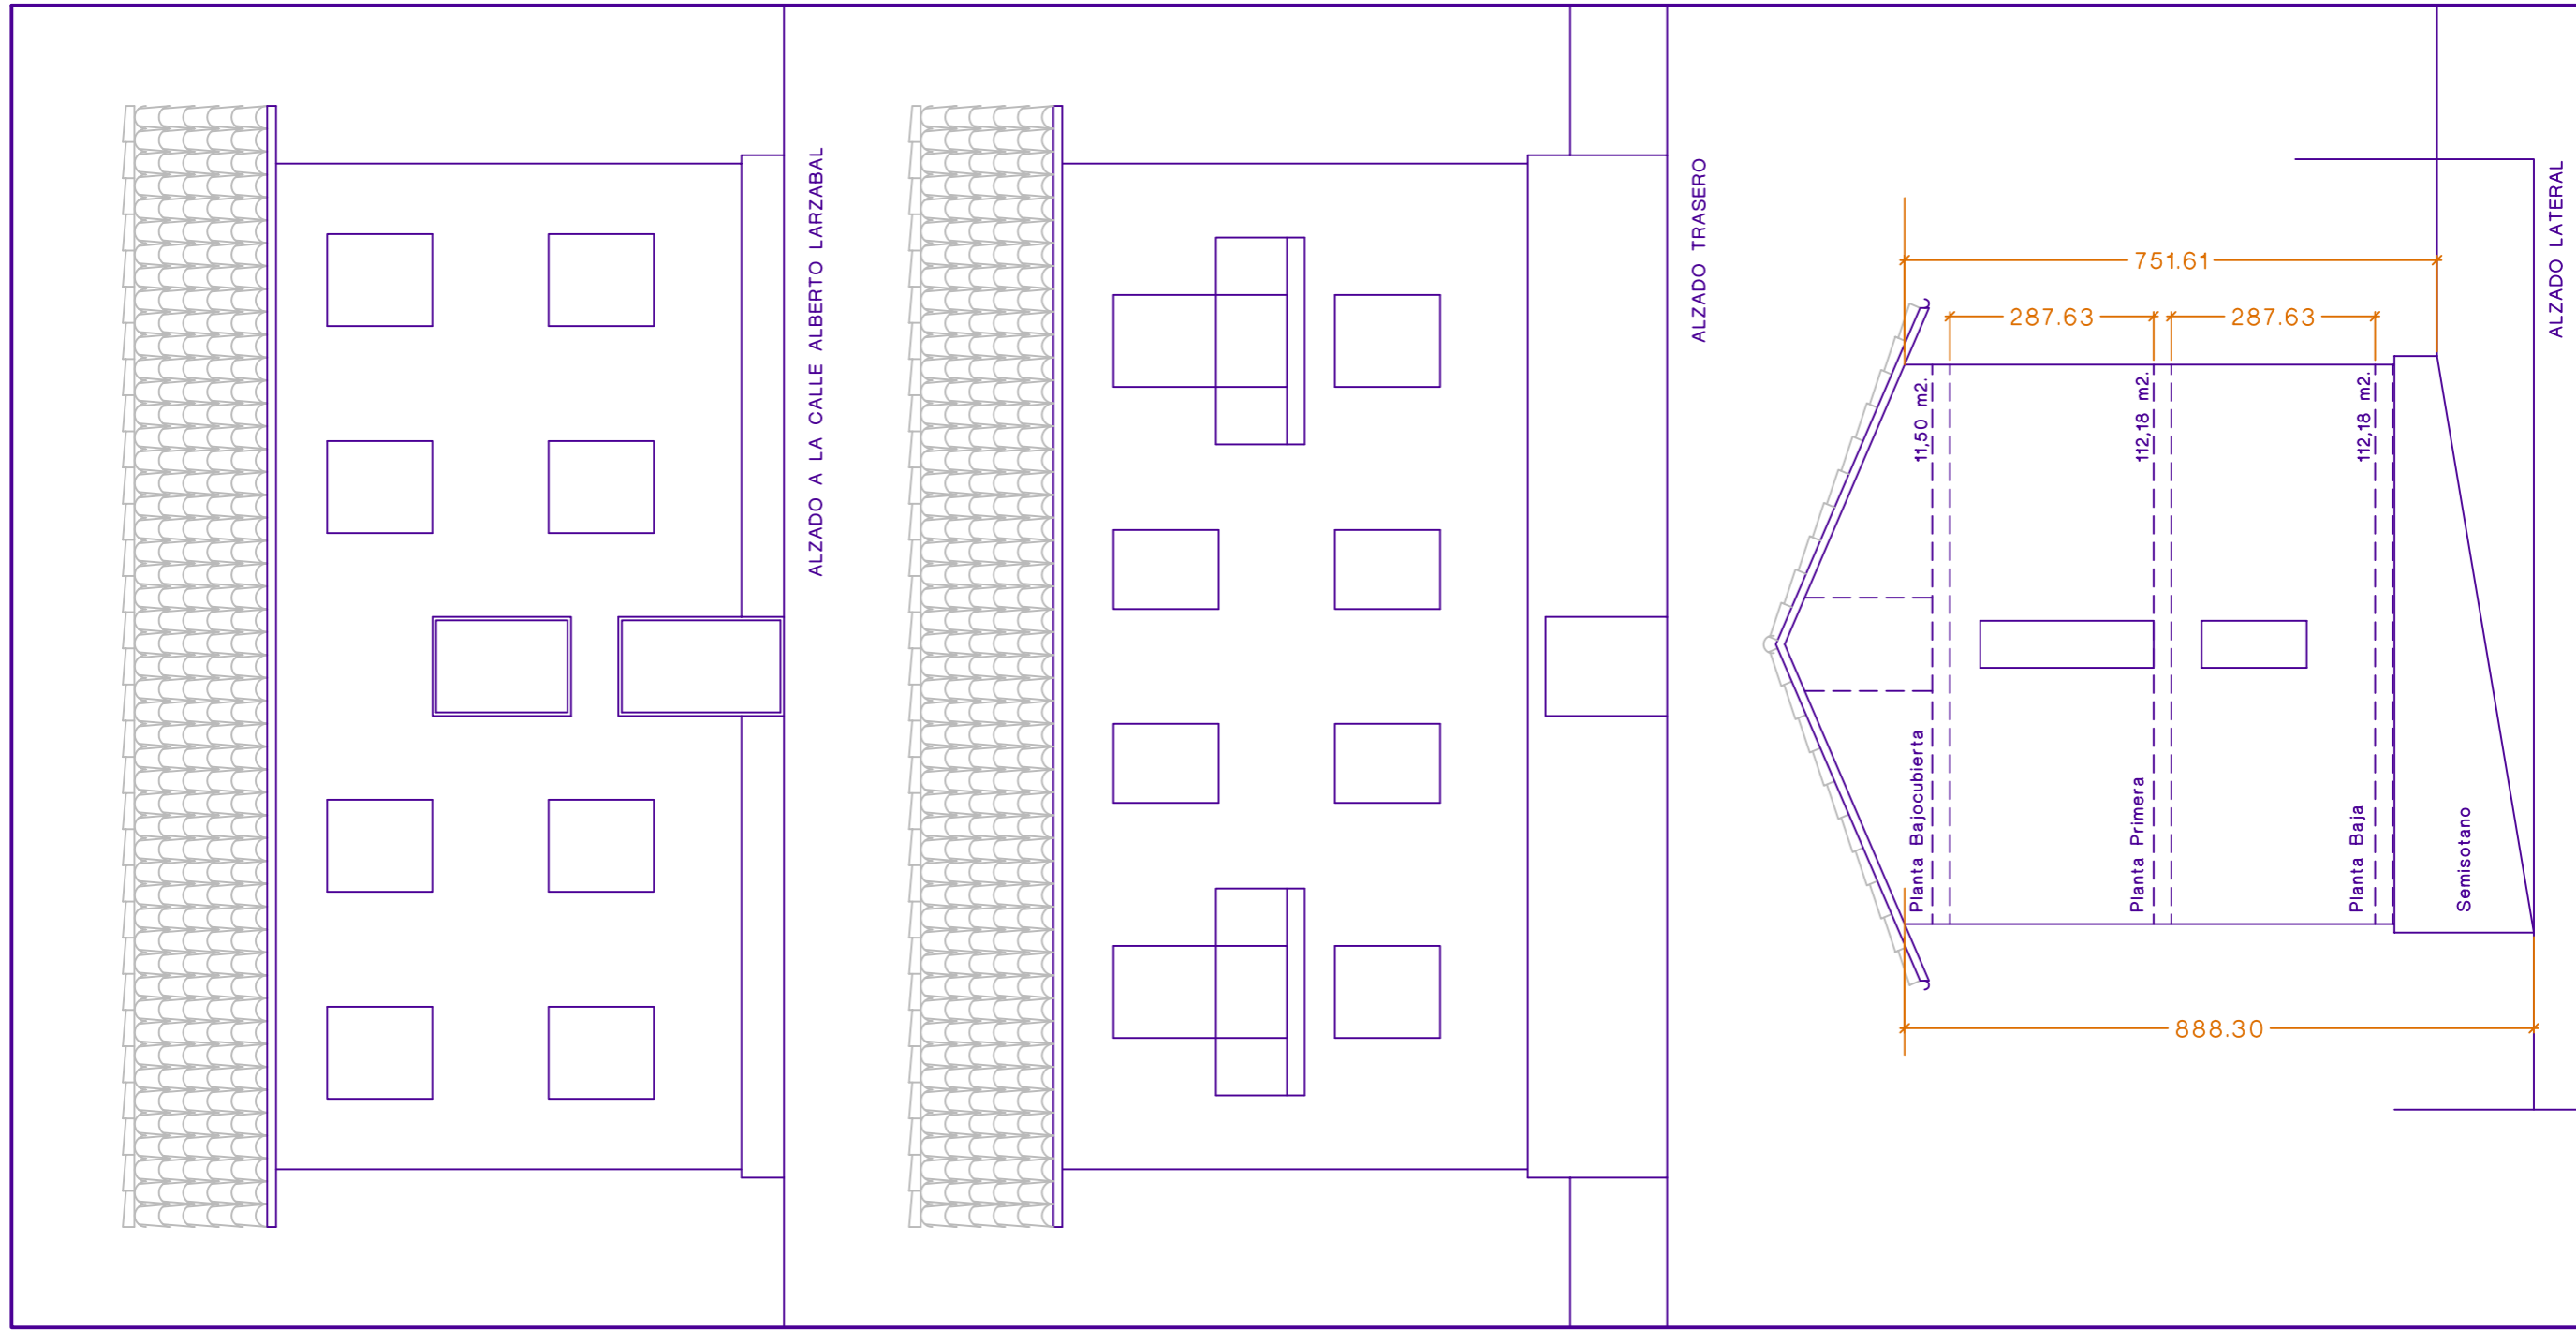 ALZADO A LA CALLE ALBERTO LARZABAL
ALZADO TRASERO
751.61
287.63
287.63
Planta Bajocubierta
11,50 m2.
Planta Primera
112,18 m2.
Planta Baja
112,18 m2.
Semisotano
888.30
ALZADO LATERAL